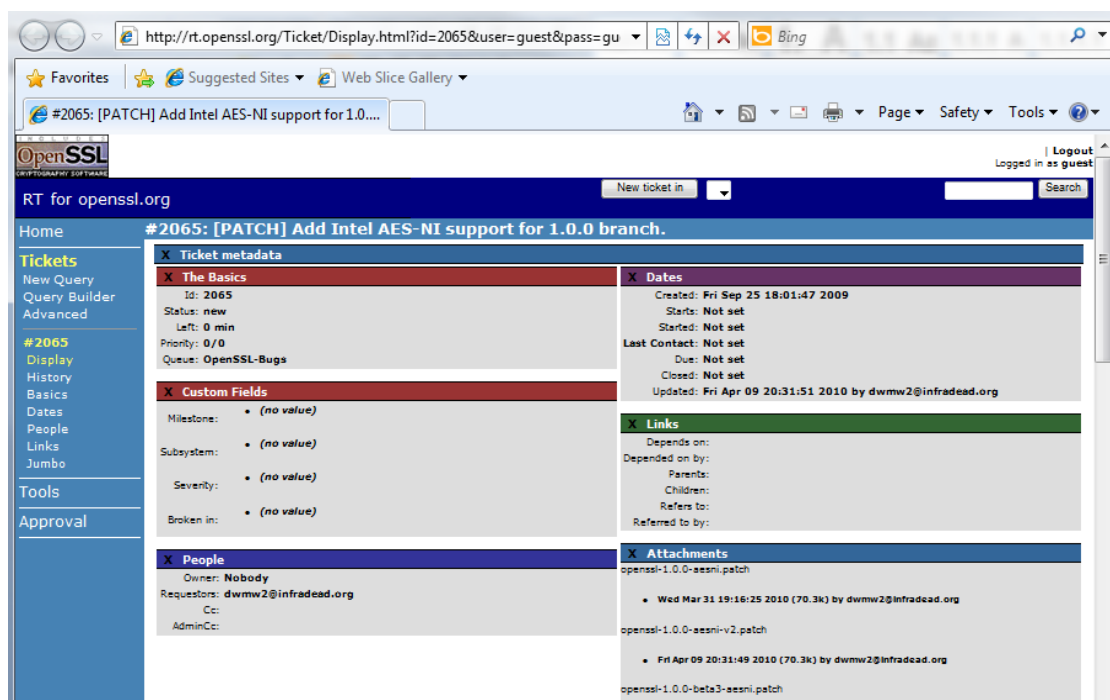 http://rt.openssl.org/Ticket/Display.html?id=2065&user=guest&pass=gu
Bing
Favorites
Suggested Sites
Web Slice Gallery
#2065: [PATCH] Add Intel AES-NI support for 1.0....
Page
Safety
Tools
INCLUDES
OpenSSL
CRYPTOGRAPHY SOFTWARE
| Logout
Logged in as guest
RT for openssl.org
New ticket in
Search
Home
Tickets
New Query
Query Builder
Advanced
#2065
Display
History
Basics
Dates
People
Links
Jumbo
Tools
Approval
#2065: [PATCH] Add Intel AES-NI support for 1.0.0 branch.
X Ticket metadata
X The Basics
Id: 2065
Status: new
Left: 0 min
Priority: 0/0
Queue: OpenSSL-Bugs
X Custom Fields
Milestone: • (no value)
Subsystem: • (no value)
Severity: • (no value)
Broken in: • (no value)
X People
Owner: Nobody
Requestors: dwmw2@infradead.org
Cc:
AdminCc:
X Dates
Created: Fri Sep 25 18:01:47 2009
Starts: Not set
Started: Not set
Last Contact: Not set
Due: Not set
Closed: Not set
Updated: Fri Apr 09 20:31:51 2010 by dwmw2@infradead.org
X Links
Depends on:
Depended on by:
Parents:
Children:
Refers to:
Referred to by:
X Attachments
openssl-1.0.0-aesni.patch
• Wed Mar 31 19:16:25 2010 (70.3k) by dwmw2@infradead.org
openssl-1.0.0-aesni-v2.patch
• Fri Apr 09 20:31:49 2010 (70.3k) by dwmw2@infradead.org
openssl-1.0.0-beta3-aesni.patch